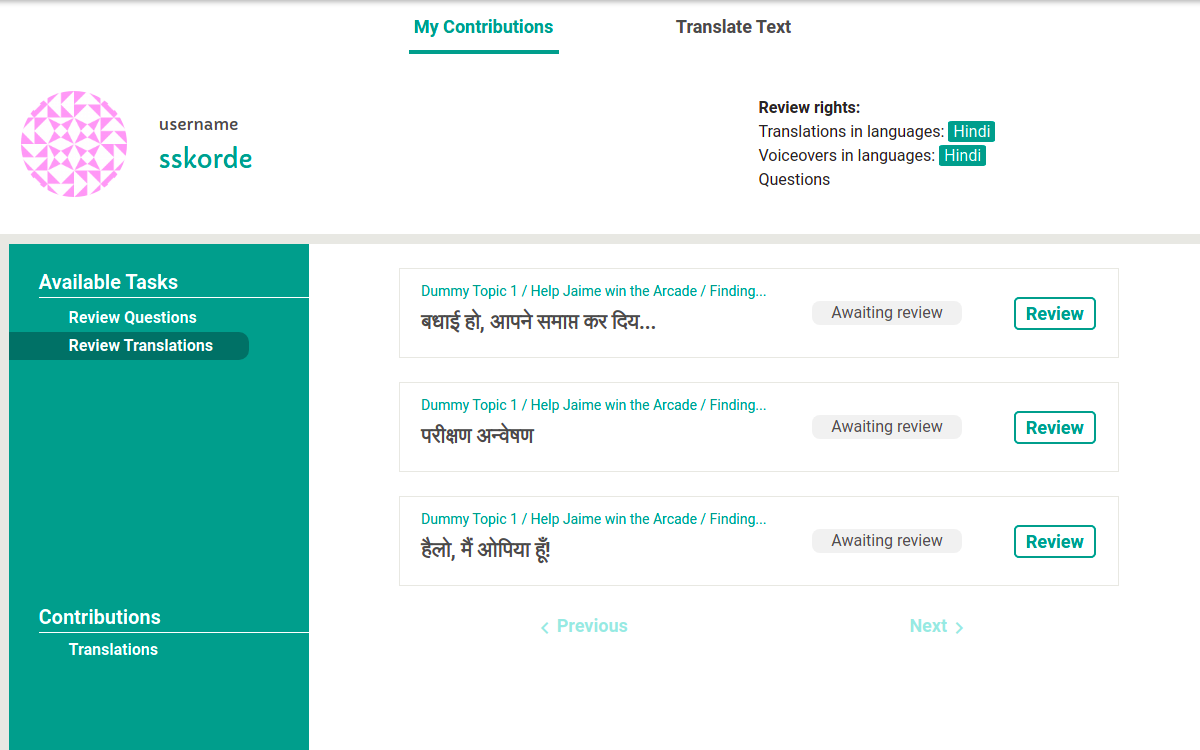 My Contributions
Translate Text
username
sskorde
Review rights:
Translations in languages: Hindi
Voiceovers in languages: Hindi
Questions
Available Tasks
Review Questions
Review Translations
Contributions
Translations
Dummy Topic 1 / Help Jaime win the Arcade / Finding...
बधाई हो, आपने समाप्त कर दिय...
Awaiting review
Review
Dummy Topic 1 / Help Jaime win the Arcade / Finding...
परीक्षण अन्वेषण
Awaiting review
Review
Dummy Topic 1 / Help Jaime win the Arcade / Finding...
हैलो, मैं ओपिया हूँ!
Awaiting review
Review
Previous
Next